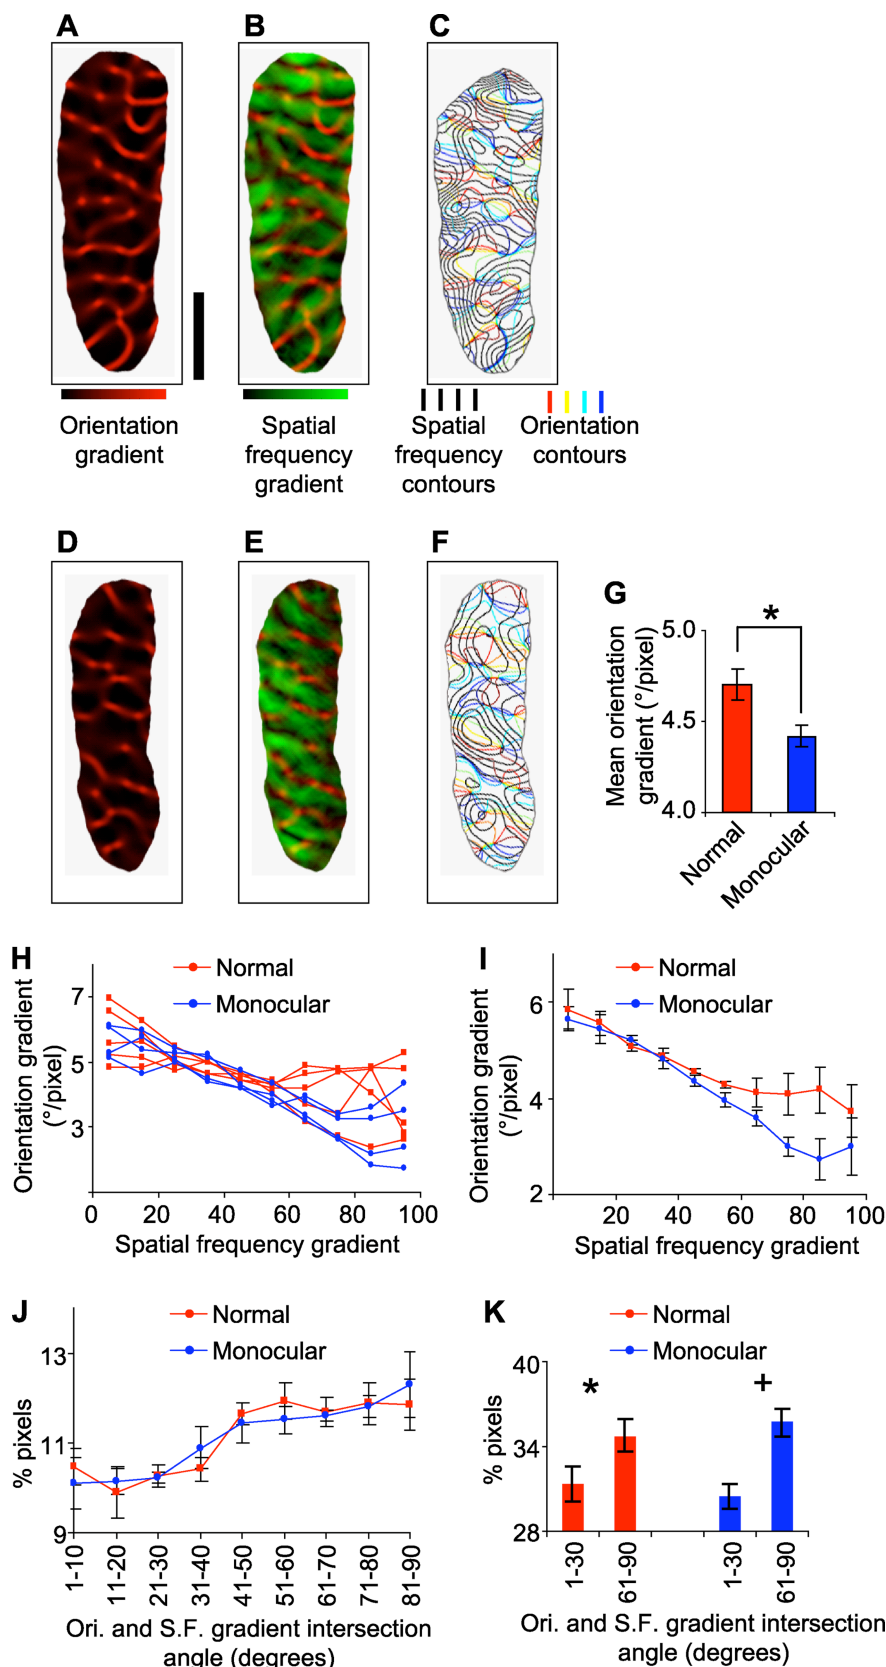 A
B
C
Orientation
gradient
Spatial
frequency
gradient
Spatial
frequency
contours
Orientation
contours
D
E
F
G
Mean orientation
gradient (°/pixel)
5.0
4.5
4.0
*
Normal
Monocular
H
Normal
Monocular
Orientation gradient
(°/pixel)
7
5
3
0
20
40
60
80
100
Spatial frequency gradient
I
Normal
Monocular
Orientation gradient
(°/pixel)
6
4
2
20
40
60
80
100
Spatial frequency gradient
J
Normal
Monocular
% pixels
13
11
9
1-10
11-20
21-30
31-40
41-50
51-60
61-70
71-80
81-90
Ori. and S.F. gradient intersection
angle (degrees)
K
Normal
Monocular
% pixels
40
34
28
*
+
1-30
61-90
1-30
61-90
Ori. and S.F. gradient intersection
angle (degrees)